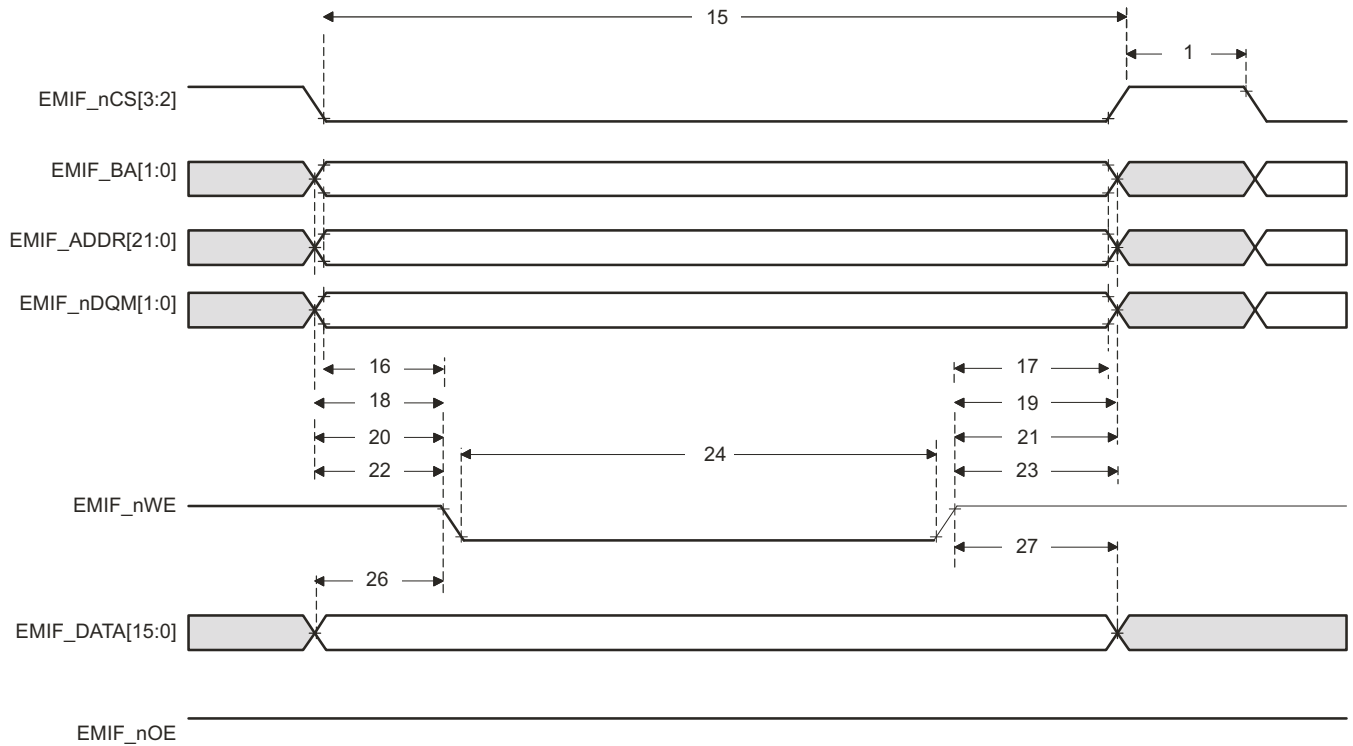 15
1
EMIF_nCS[3:2]
EMIF_BA[1:0]
EMIF_ADDR[21:0]
EMIF_nDQM[1:0]
16
17
18
19
20
21
24
22
23
EMIF_nWE
27
26
EMIF_DATA[15:0]
EMIF_nOE